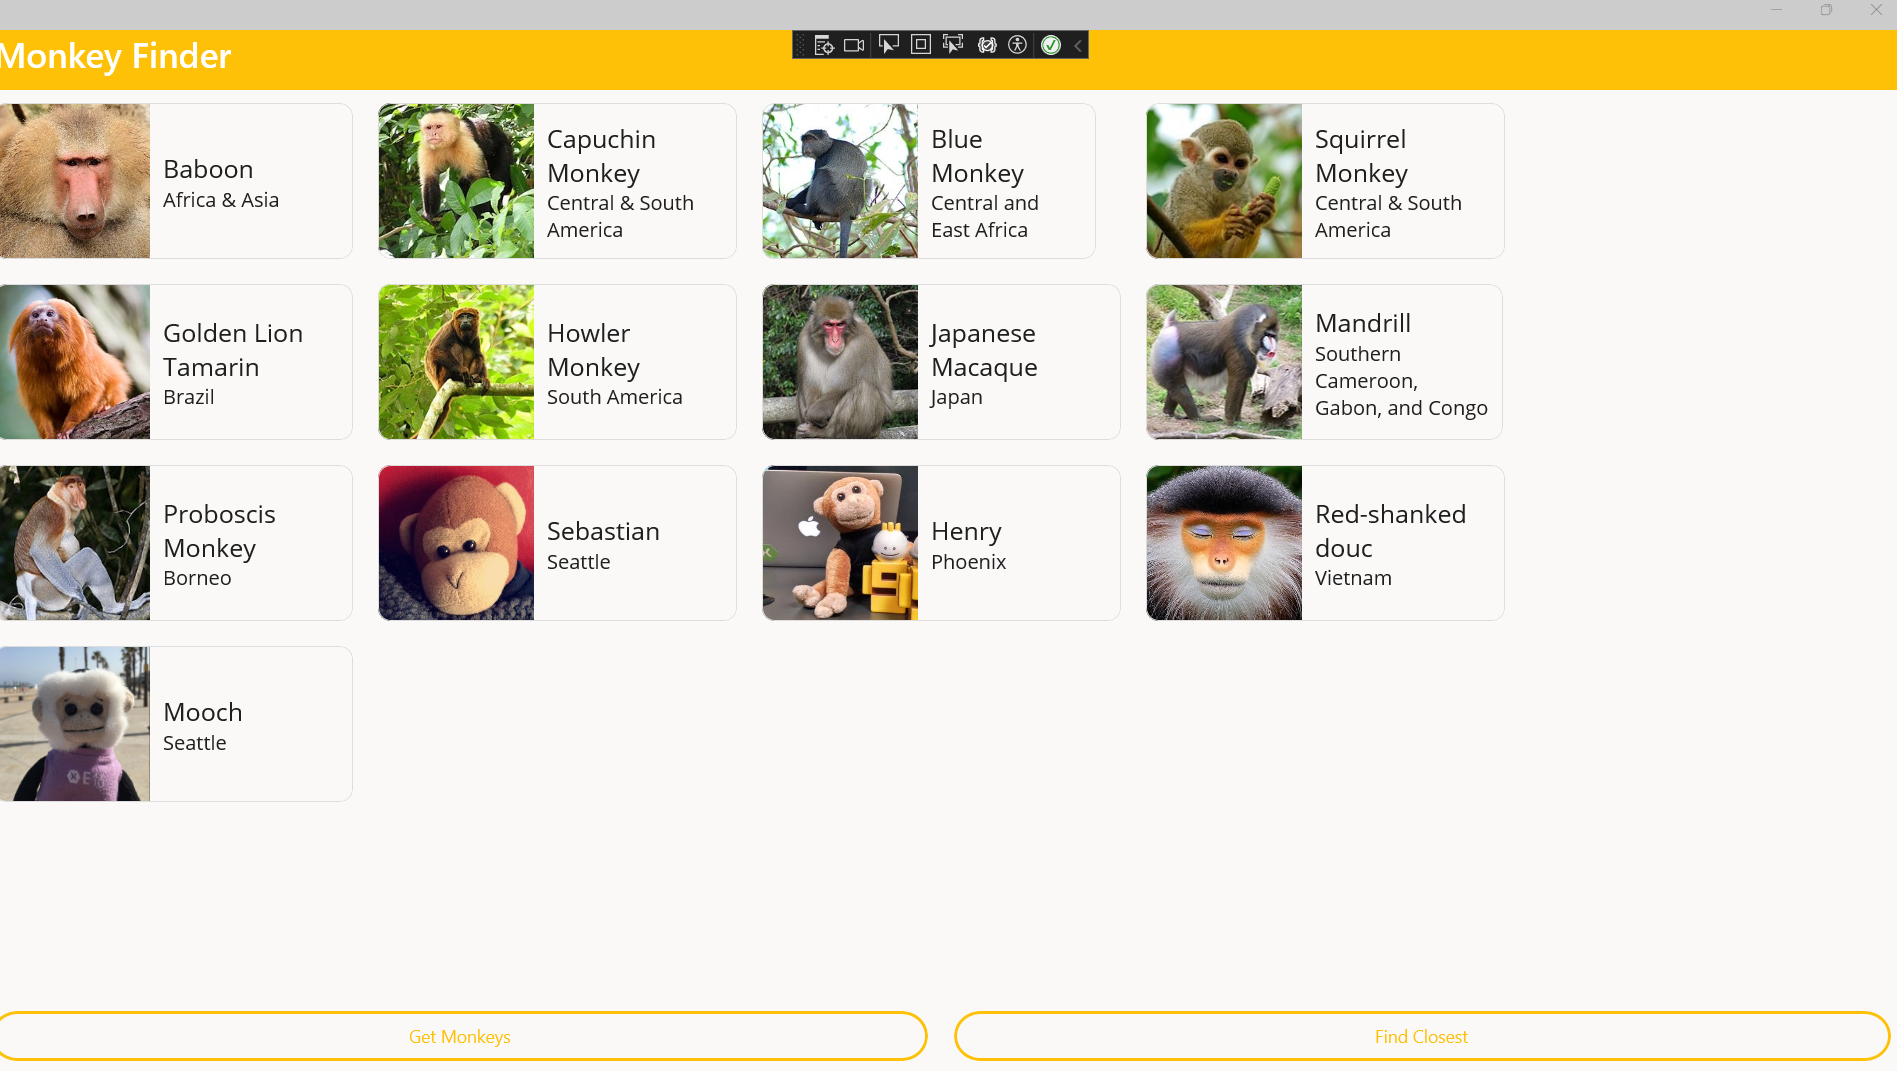 Monkey Finder
Baboon
Africa & Asia
Capuchin
Monkey
Central & South
America
Blue
Monkey
Central and
East Africa
Squirrel
Monkey
Central & South
America
Golden Lion
Tamarin
Brazil
Howler
Monkey
South America
Japanese
Macaque
Japan
Mandrill
Southern
Cameroon,
Gabon, and Congo
Proboscis
Monkey
Borneo
Sebastian
Seattle
Henry
Phoenix
Red-shanked
douc
Vietnam
Mooch
Seattle
Get Monkeys
Find Closest